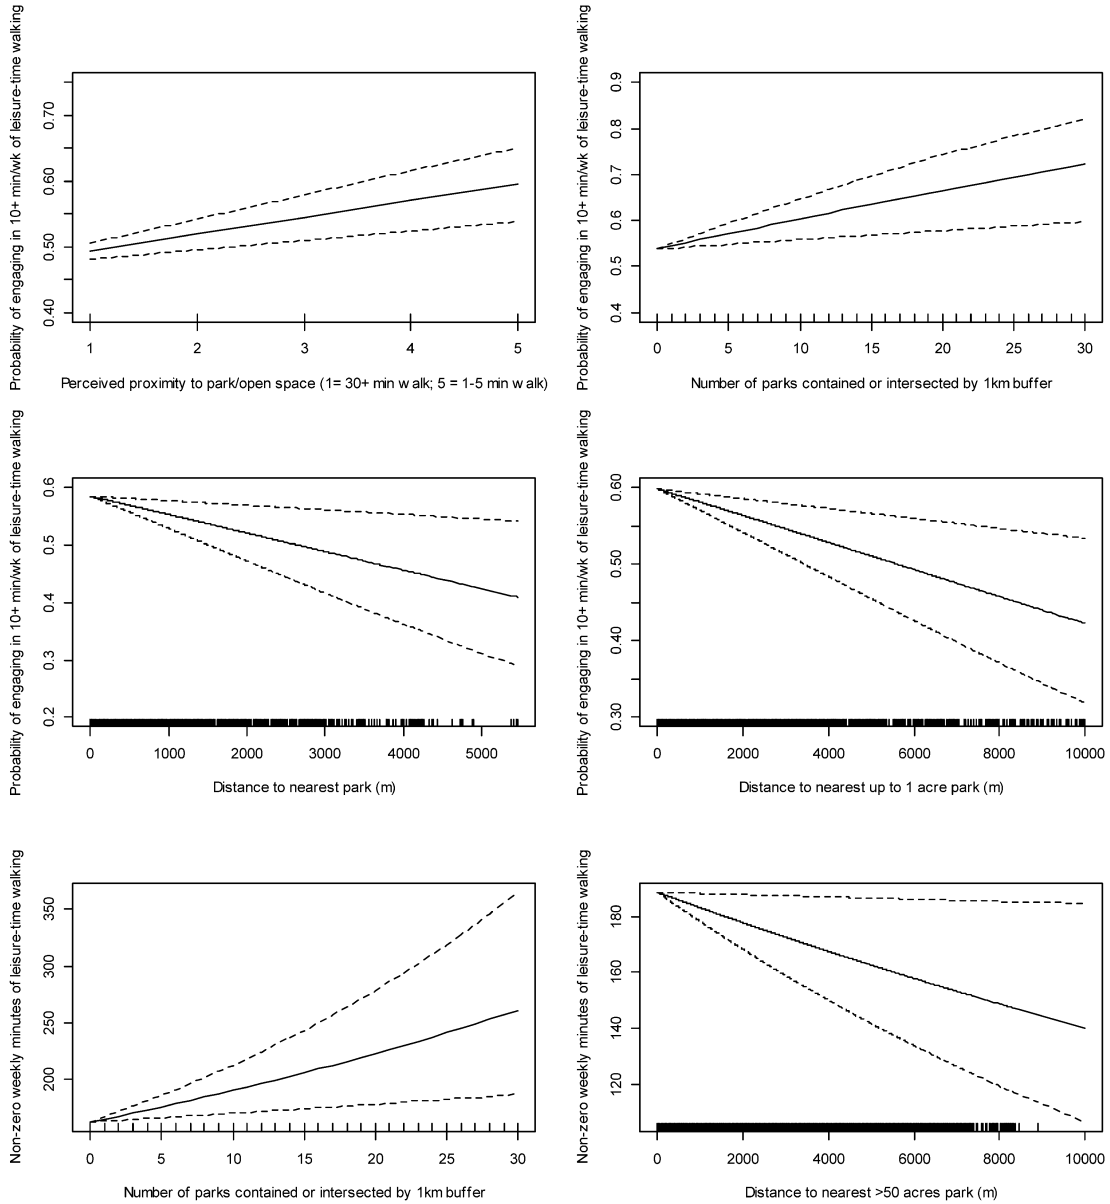 Probability of engaging in 10+ min/wk of leisure-time walking
0.40 0.50 0.60 0.70
1 2 3 4 5
Perceived proximity to park/open space (1= 30+ min w alk; 5 = 1-5 min w alk)
Probability of engaging in 10+ min/wk of leisure-time walking
0.4 0.5 0.6 0.7 0.8 0.9
0 5 10 15 20 25 30
Number of parks contained or intersected by 1km buffer
Probability of engaging in 10+ min/wk of leisure-time walking
0.2 0.3 0.4 0.5 0.6
0 1000 2000 3000 4000 5000
Distance to nearest park (m)
Probability of engaging in 10+ min/wk of leisure-time walking
0.30 0.40 0.50 0.60
0 2000 4000 6000 8000 10000
Distance to nearest up to 1 acre park (m)
Non-zero weekly minutes of leisure-time walking
200 250 300 350
0 5 10 15 20 25 30
Number of parks contained or intersected by 1km buffer
Non-zero weekly minutes of leisure-time walking
120 140 160 180
0 2000 4000 6000 8000 10000
Distance to nearest >50 acres park (m)